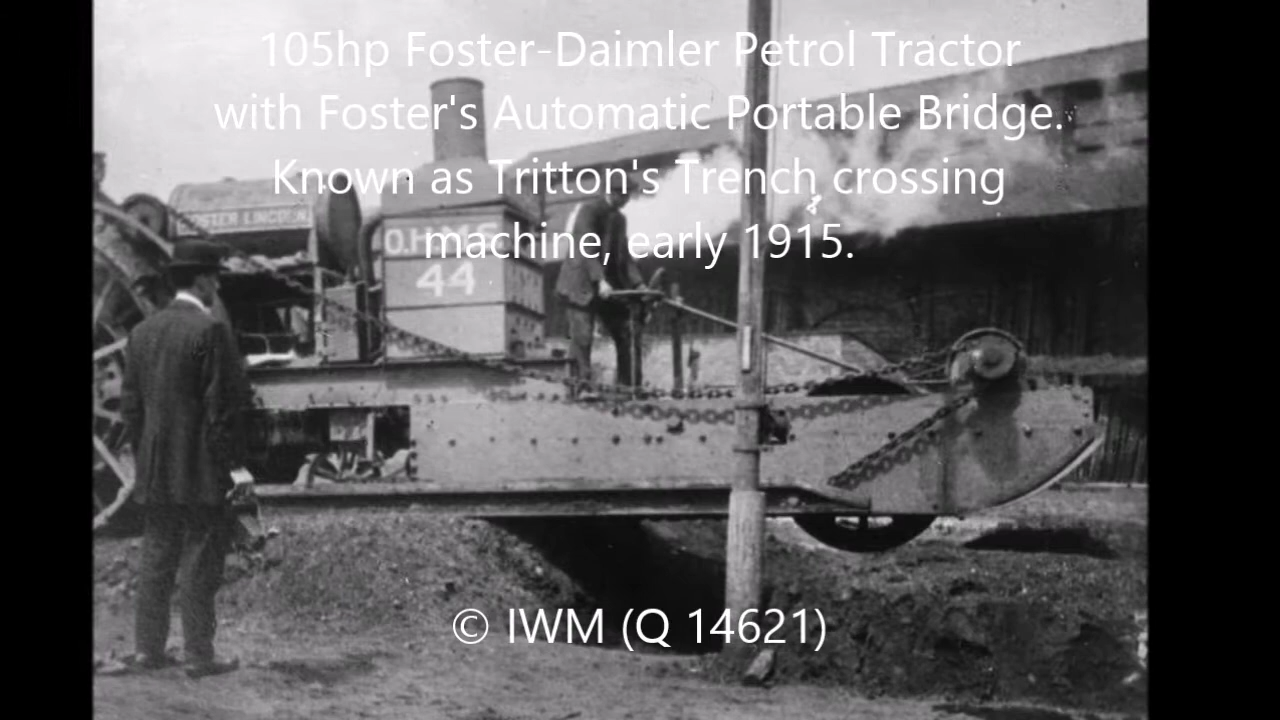 105hp Foster-Daimler Petrol Tractor
with Foster's Automatic Portable Bridge.
Known as Tritton's Trench crossing
machine, early 1915.
FOSTER LINCOLN
O.HMS
44
© IWM (Q 14621)